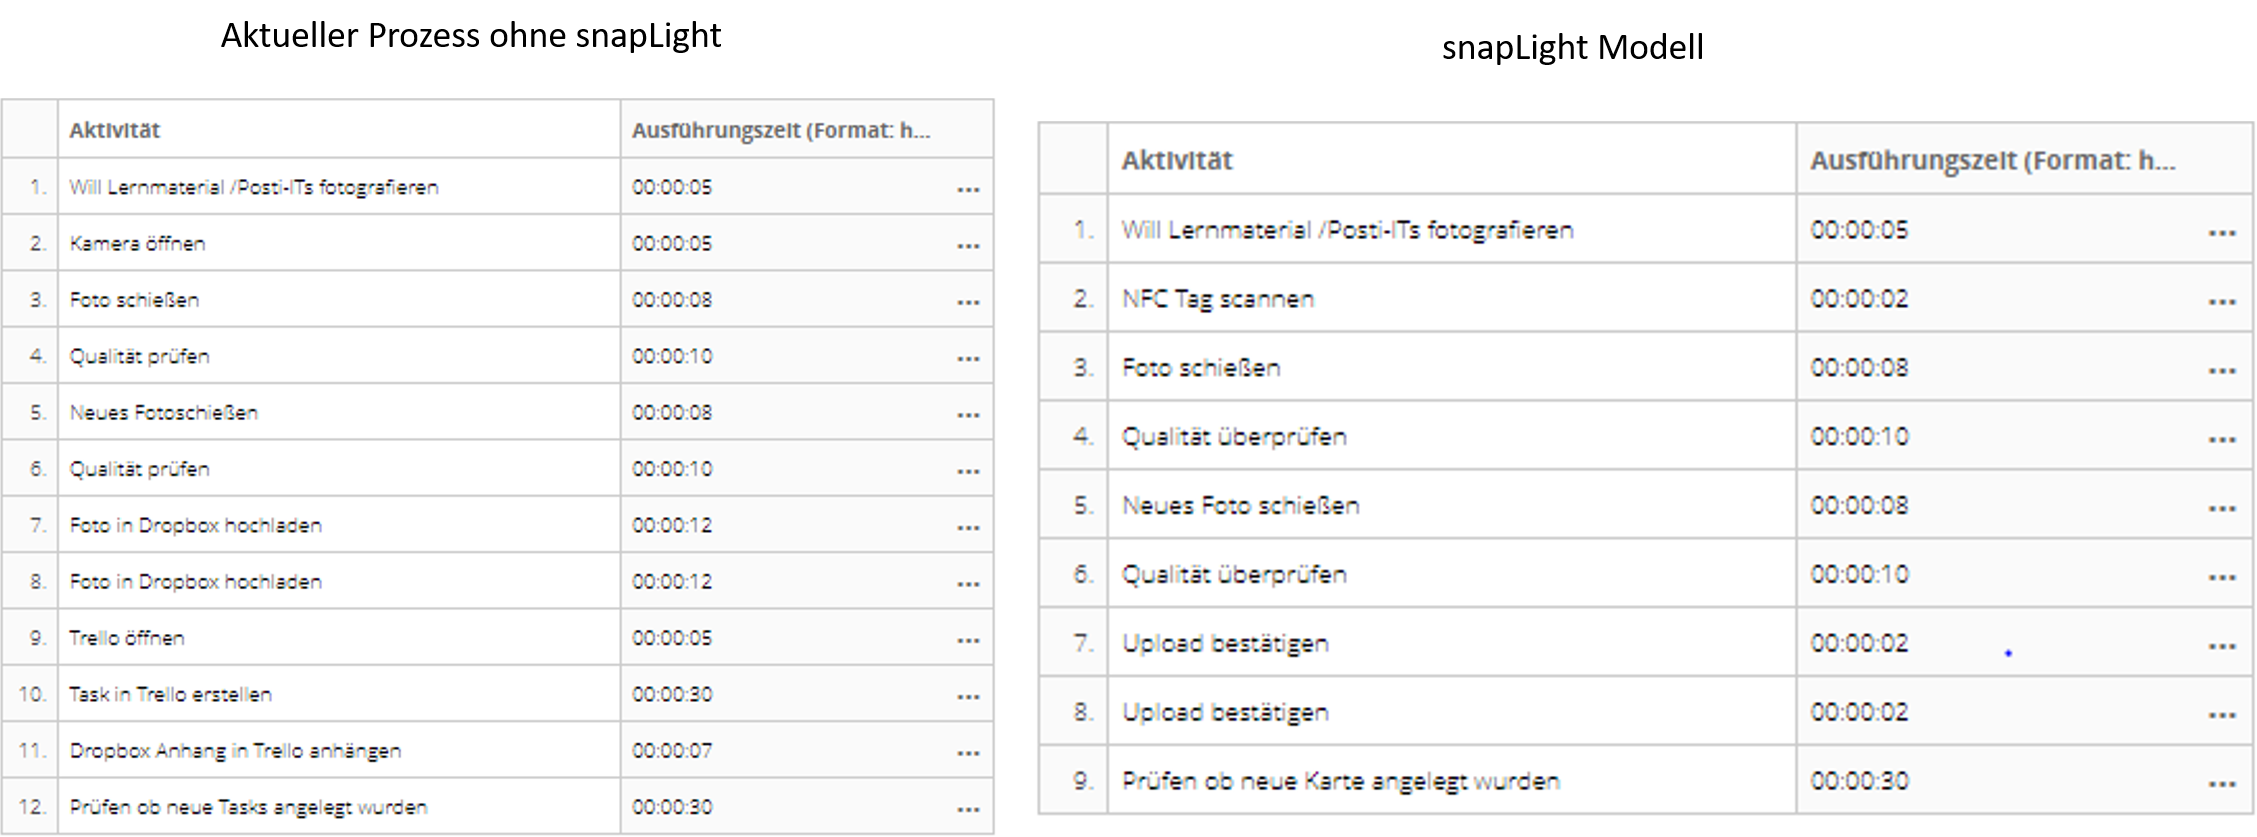 Aktueller Prozess ohne snapLight
Aktivität Ausführungszeit (Format: h...
1. Will Lernmaterial /Posti-ITs fotografieren 00:00:05 ...
2. Kamera öffnen 00:00:05 ...
3. Foto schießen 00:00:08 ...
4. Qualität prüfen 00:00:10 ...
5. Neues Fotoschießen 00:00:08 ...
6. Qualität prüfen 00:00:10 ...
7. Foto in Dropbox hochladen 00:00:12 ...
8. Foto in Dropbox hochladen 00:00:12 ...
9. Trello öffnen 00:00:05 ...
10. Task in Trello erstellen 00:00:30 ...
11. Dropbox Anhang in Trello anhängen 00:00:07 ...
12. Prüfen ob neue Tasks angelegt wurden 00:00:30 ...
snapLight Modell
Aktivität Ausführungszeit (Format: h...
1. Will Lernmaterial /Posti-ITs fotografieren 00:00:05 ...
2. NFC Tag scannen 00:00:02 ...
3. Foto schießen 00:00:08 ...
4. Qualität überprüfen 00:00:10 ...
5. Neues Foto schießen 00:00:08 ...
6. Qualität überprüfen 00:00:10 ...
7. Upload bestätigen 00:00:02 ...
8. Upload bestätigen 00:00:02 ...
9. Prüfen ob neue Karte angelegt wurden 00:00:30 ...